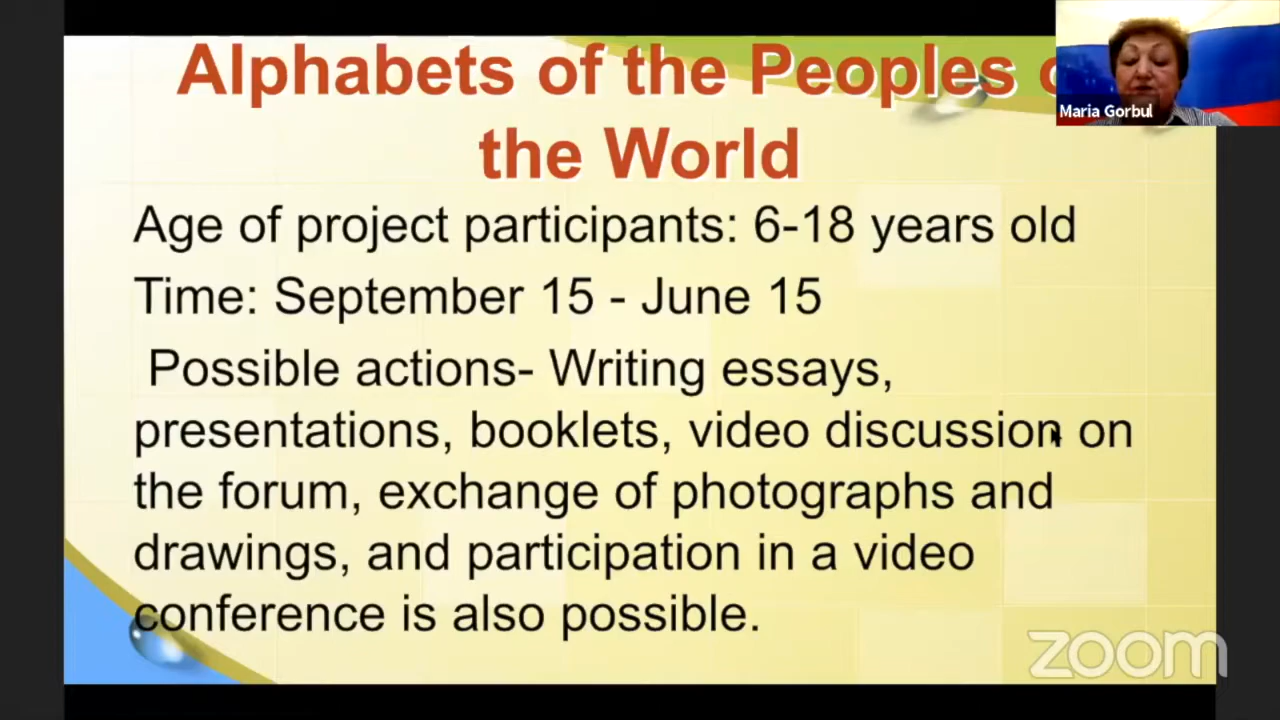 Alphabets of the Peoples o
the World
Maria Gorbul
Age of project participants: 6-18 years old
Time: September 15 - June 15
Possible actions- Writing essays,
presentations, booklets, video discussion on
the forum, exchange of photographs and
drawings, and participation in a video
conference is also possible.
zoom